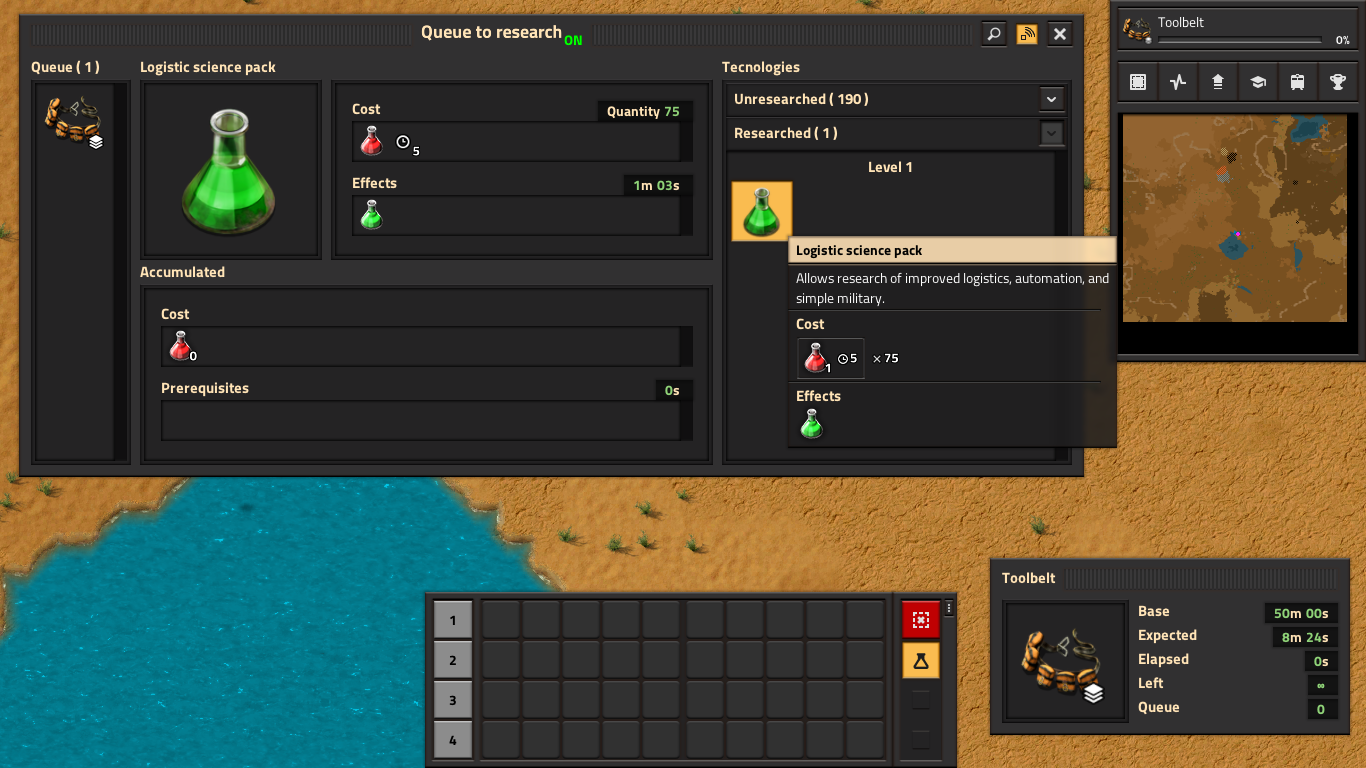 Queue to research ON
Queue ( 1 )
Logistic science pack
Cost
Quantity 75
5
Effects
1m 03s
Accumulated
Cost
0
Prerequisites
0s
Tecnologies
Unresearched ( 190 )
Researched ( 1 )
Level 1
Logistic science pack
Allows research of improved logistics, automation, and
simple military.
Cost
1 5 × 75
Effects
Toolbelt
0%
1
2
3
4
Toolbelt
Base 50m 00s
Expected 8m 24s
Elapsed 0s
Left ∞
Queue 0